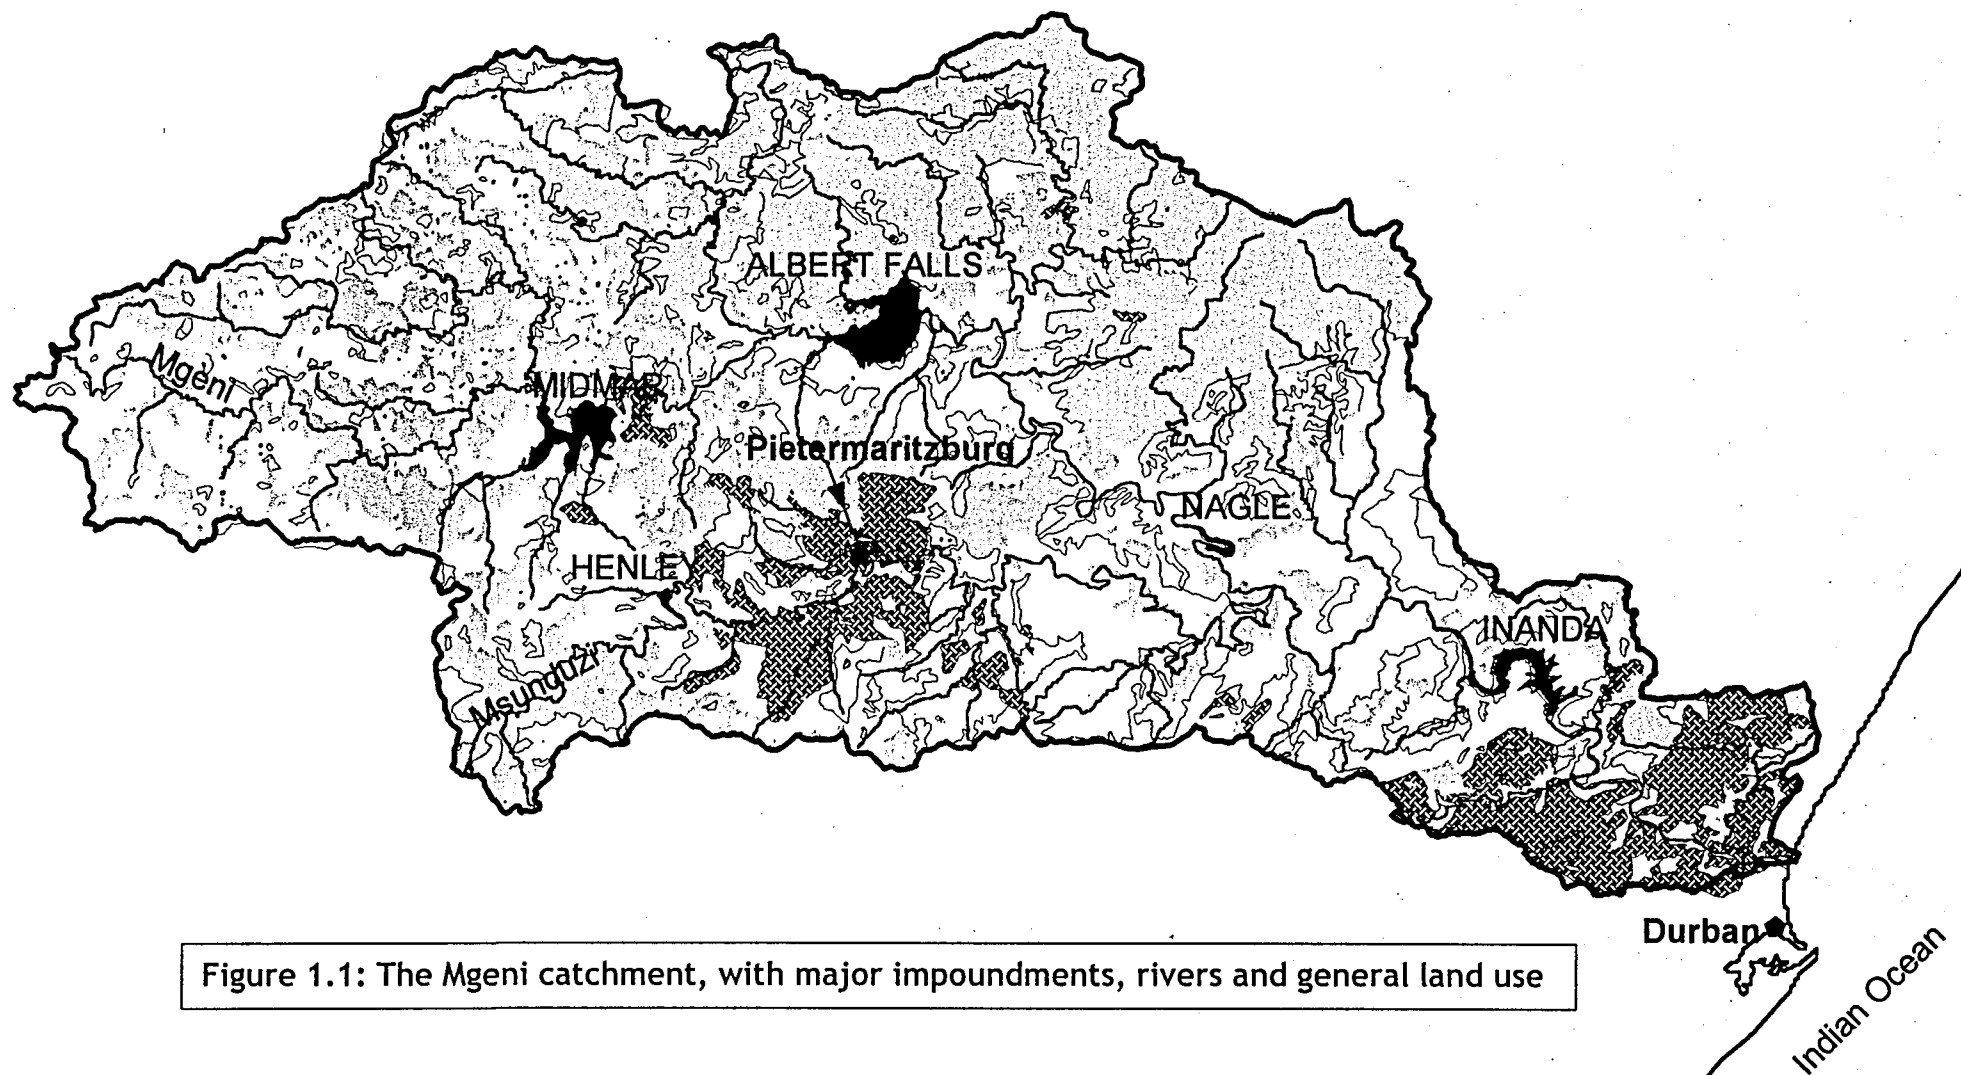 ALBERT FALLS
Mgeni
MIDMAR
Pietermaritzburg
NAGLE
HENLEY
INANDA
Msunduzi
Durban
Indian Ocean
Figure 1.1: The Mgeni catchment, with major impoundments, rivers and general land use